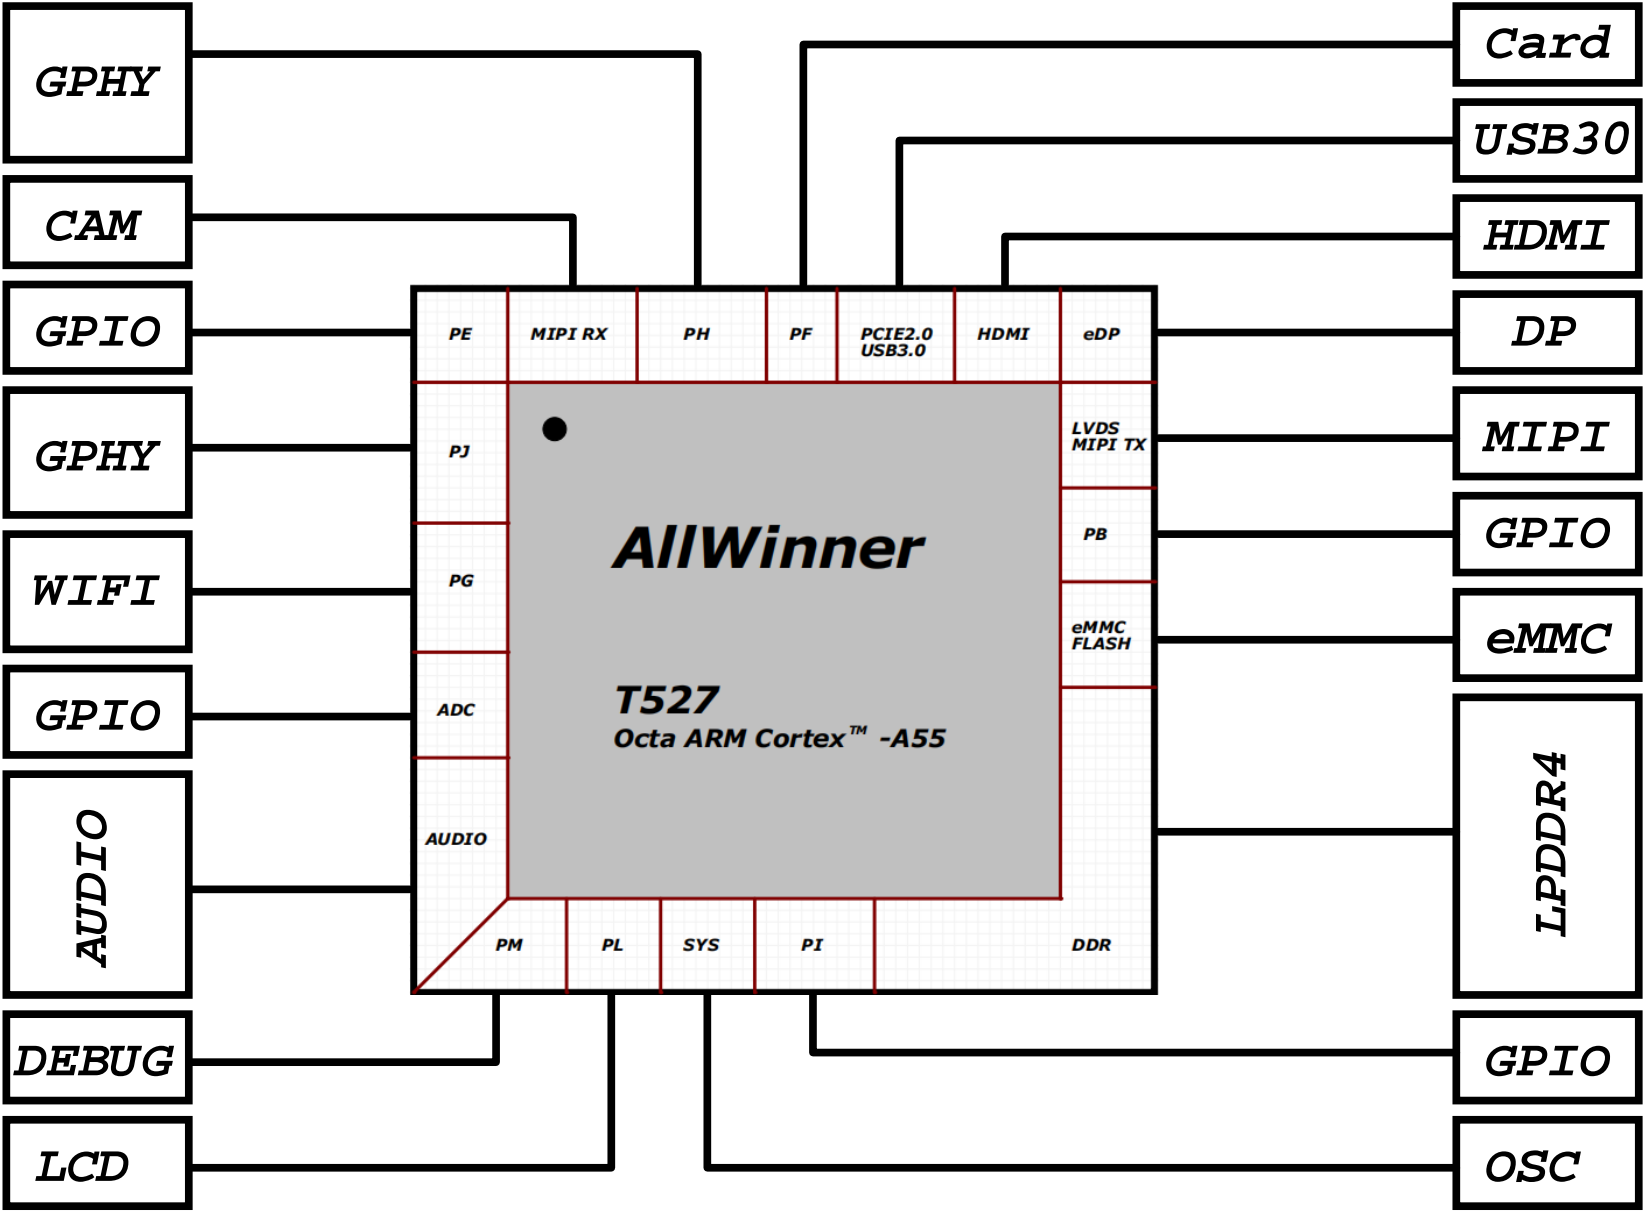 GPHY
CAM
GPIO
GPHY
WIFI
GPIO
AUDIO
DEBUG
LCD
PE
MIPI RX
PH
PF
PCIE2.0
USB3.0
HDMI
eDP
PJ
PG
ADC
AUDIO
AllWinner
T527
Octa ARM Cortex™ -A55
LVDS
MIPI TX
PB
eMMC
FLASH
PM
PL
SYS
PI
DDR
Card
USB30
HDMI
DP
MIPI
GPIO
eMMC
LPDDR4
GPIO
OSC